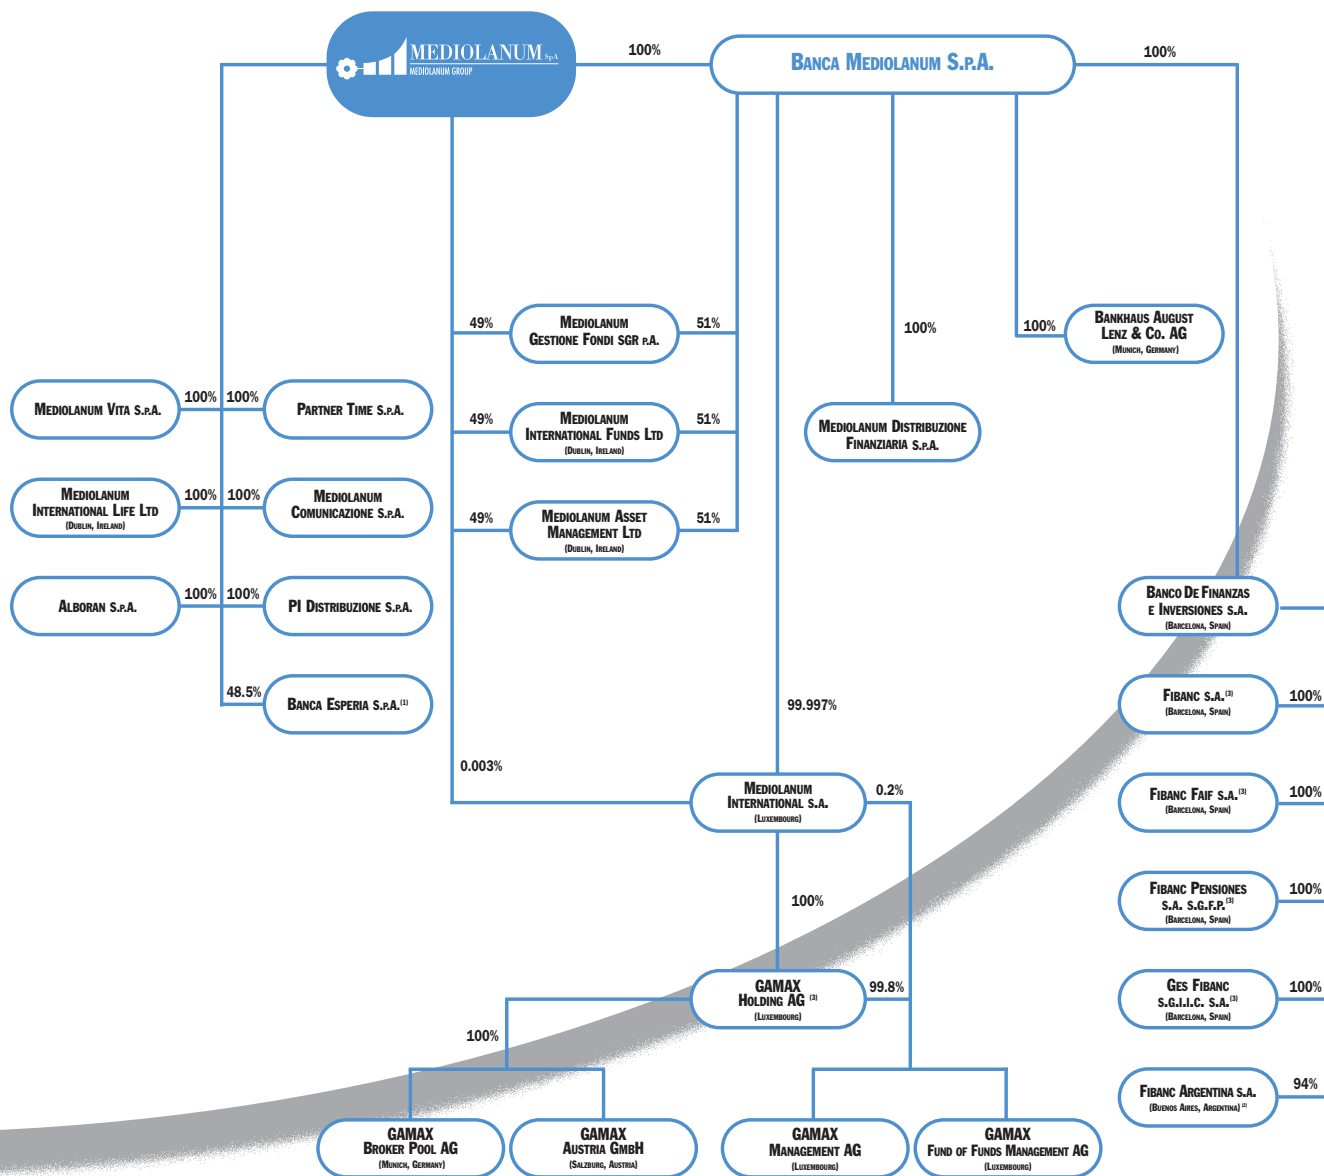 MEDIOLANUM S.p.A.
MEDIOLANUM GROUP
100%
BANCA MEDIOLANUM S.P.A.
100%
49%
MEDIOLANUM
GESTIONE FONDI SGR P.A.
51%
100%
100%
BANKHAUS AUGUST
LENZ & CO. AG
(MUNICH, GERMANY)
MEDIOLANUM VITA S.P.A.
100%
100%
PARTNER TIME S.P.A.
49%
MEDIOLANUM
INTERNATIONAL FUNDS LTD
(DUBLIN, IRELAND)
51%
MEDIOLANUM DISTRIBUZIONE
FINANZIARIA S.P.A.
MEDIOLANUM
INTERNATIONAL LIFE LTD
(DUBLIN, IRELAND)
100%
100%
MEDIOLANUM
COMUNICAZIONE S.P.A.
49%
MEDIOLANUM ASSET
MANAGEMENT LTD
(DUBLIN, IRELAND)
51%
ALBORAN S.P.A.
100%
100%
PI DISTRIBUZIONE S.P.A.
BANCO DE FINANZAS
E INVERSIONES S.A.
(BARCELONA, SPAIN)
48.5%
BANCA ESPERIA S.P.A.(1)
99.997%
FIBANC S.A.(3)
(BARCELONA, SPAIN)
100%
0.003%
MEDIOLANUM
INTERNATIONAL S.A.
(LUXEMBOURG)
0.2%
FIBANC FAIF S.A.(3)
(BARCELONA, SPAIN)
100%
100%
FIBANC PENSIONES
S.A. S.G.F.P.(3)
(BARCELONA, SPAIN)
100%
GAMAX
HOLDING AG (3)
(LUXEMBOURG)
99.8%
GES FIBANC
S.G.I.I.C. S.A.(3)
(BARCELONA, SPAIN)
100%
100%
FIBANC ARGENTINA S.A.
(BUENOS AIRES, ARGENTINA) (2)
94%
GAMAX
BROKER POOL AG
(MUNICH, GERMANY)
GAMAX
AUSTRIA GMBH
(SALZBURG, AUSTRIA)
GAMAX
MANAGEMENT AG
(LUXEMBOURG)
GAMAX
FUND OF FUNDS MANAGEMENT AG
(LUXEMBOURG)